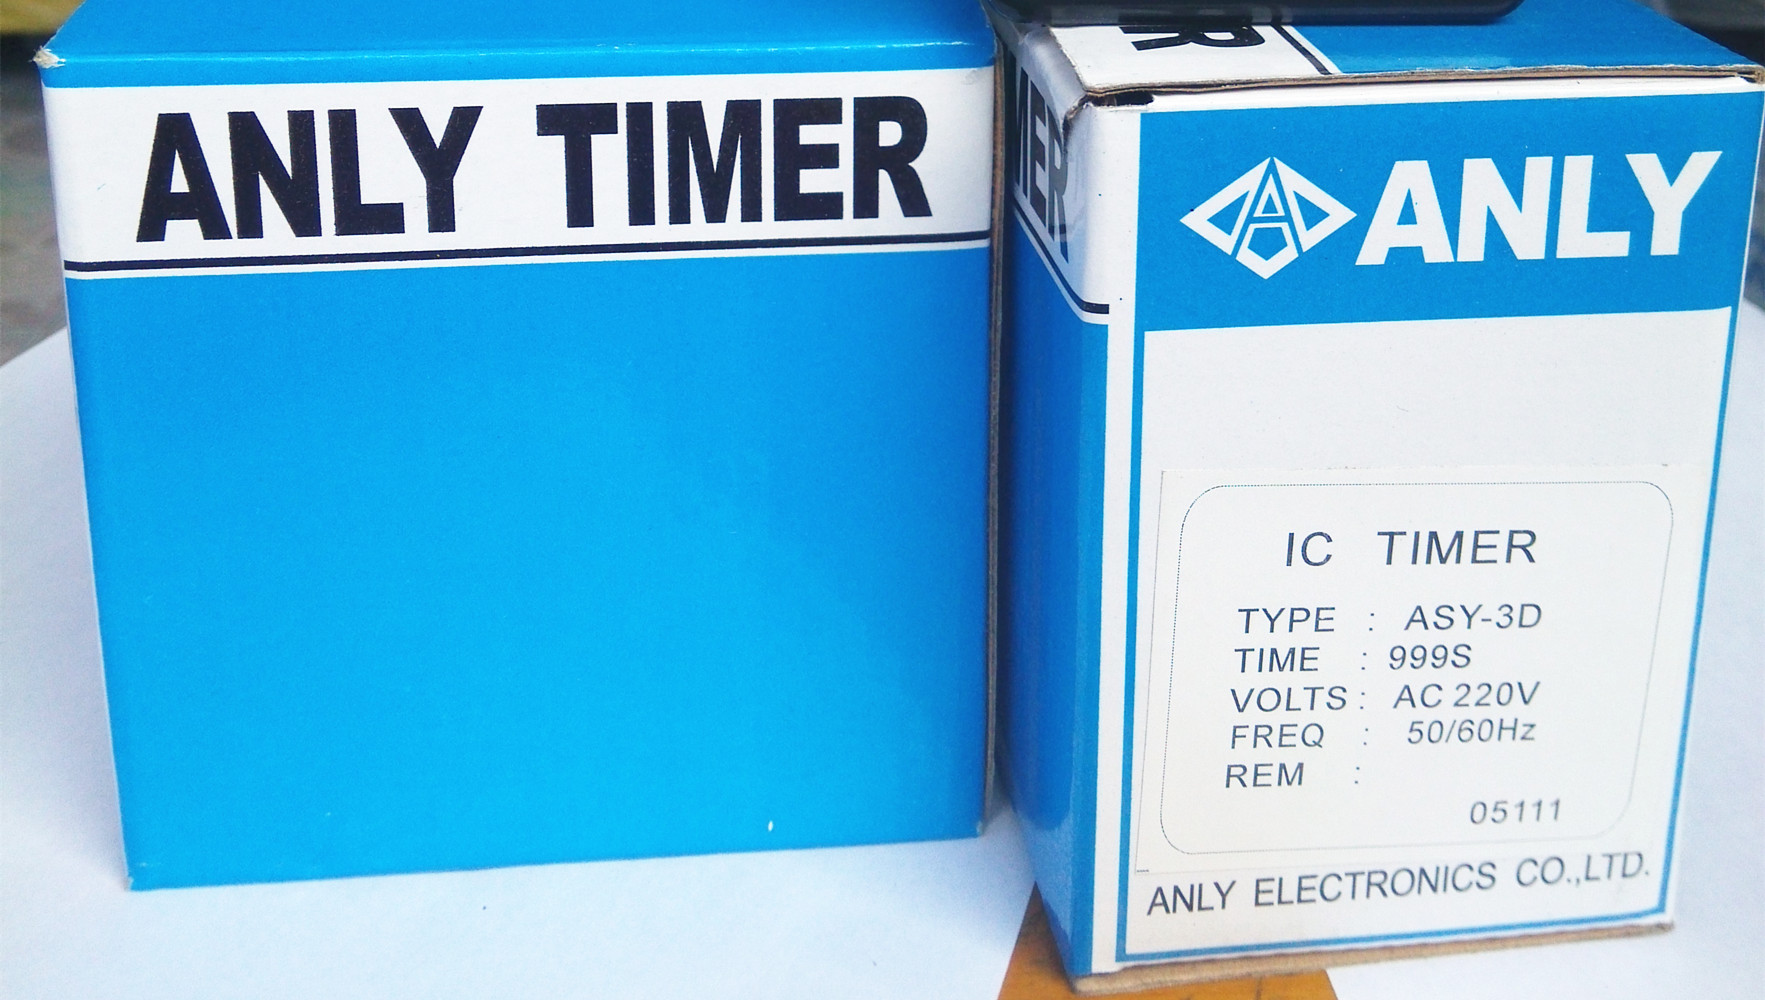 ANLY TIMER
R
MER
ANLY
IC TIMER
TYPE : ASY-3D
TIME : 999S
VOLTS : AC 220V
FREQ : 50/60Hz
REM :
05111
ANLY ELECTRONICS CO.,LTD.